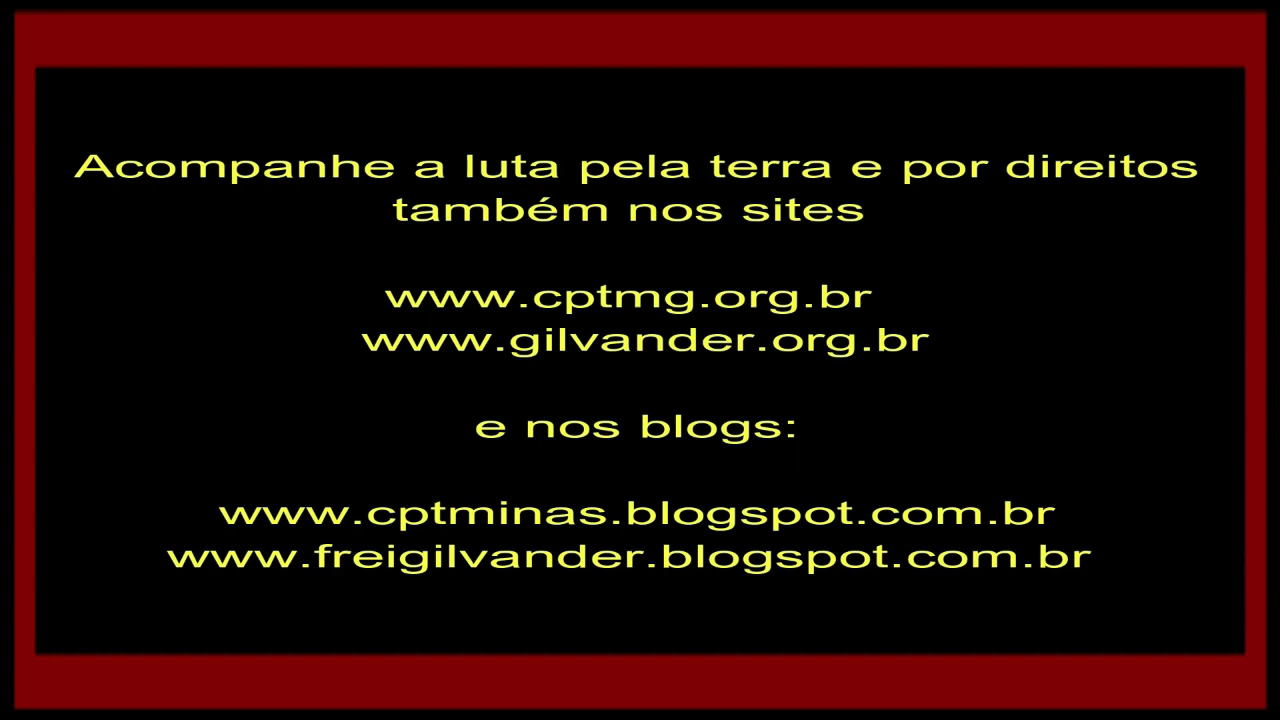 Acompanhe a luta pela terra e por direitos
também nos sites
www.cptmg.org.br
www.gilvander.org.br
e nos blogs:
www.cptminas.blogspot.com.br
www.freigilvander.blogspot.com.br